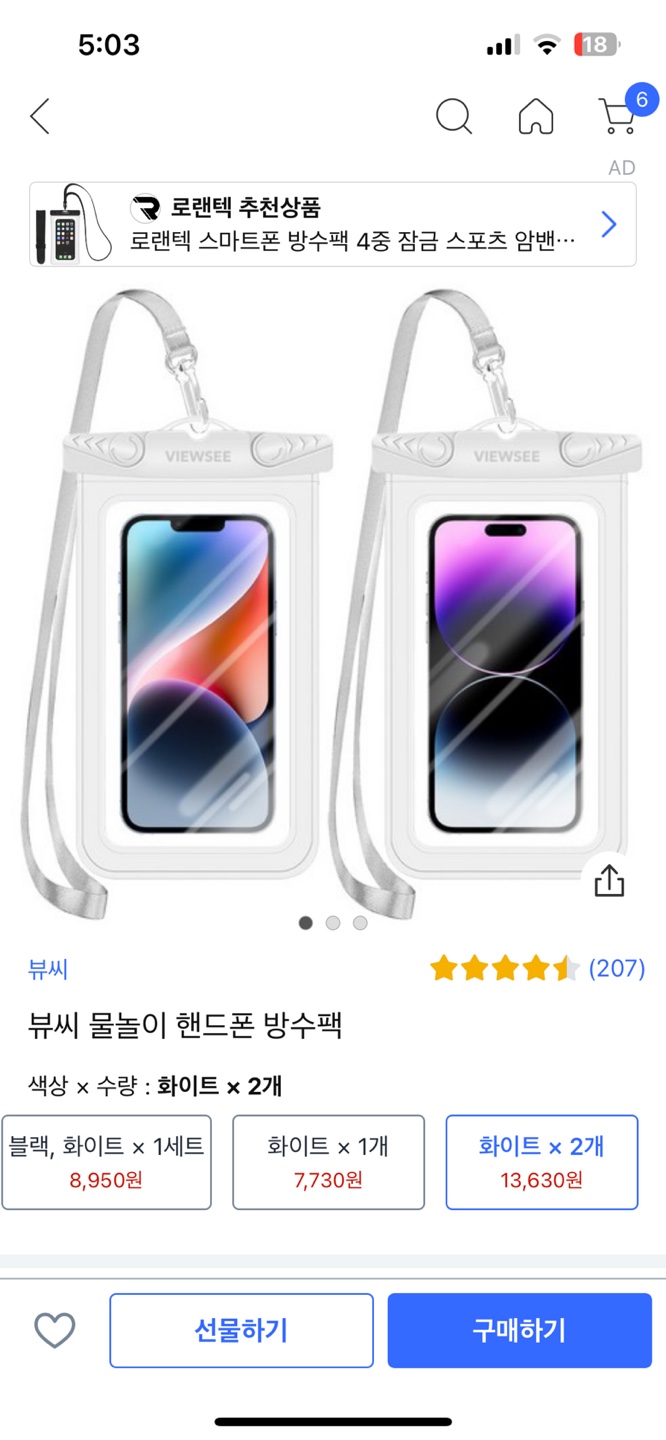 5:03
18
6
AD
로랜텍 추천상품
로랜텍 스마트폰 방수팩 4중 잠금 스포츠 암밴…
VIEWSEE
VIEWSEE
뷰씨
(207)
뷰씨 물놀이 핸드폰 방수팩
색상 × 수량 : 화이트 × 2개
블랙, 화이트 × 1세트
8,950원
화이트 × 1개
7,730원
화이트 × 2개
13,630원
선물하기
구매하기